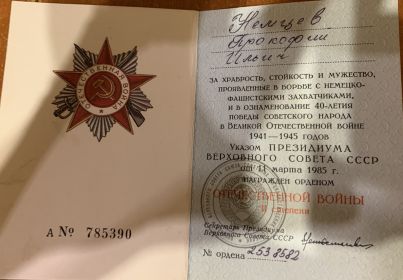 ОТЕЧЕСТВЕННАЯ ВОЙНА
А № 785390
Немцев
Прокофий
Ильич
ЗА ХРАБРОСТЬ, СТОЙКОСТЬ И МУЖЕСТВО,
ПРОЯВЛЕННЫЕ В БОРЬБЕ С НЕМЕЦКО-
ФАШИСТСКИМИ ЗАХВАТЧИКАМИ,
И В ОЗНАМЕНОВАНИЕ 40-ЛЕТИЯ
ПОБЕДЫ СОВЕТСКОГО НАРОДА
В ВЕЛИКОЙ ОТЕЧЕСТВЕННОЙ ВОЙНЕ
1941—1945 ГОДОВ
УКАЗОМ ПРЕЗИДИУМА
ВЕРХОВНОГО СОВЕТА СССР
от 11 марта 1985 г.
НАГРАЖДЕН ОРДЕНОМ
ОТЕЧЕСТВЕННОЙ ВОЙНЫ
II степени
Секретарь Президиума
Верховного Совета СССР
№ ордена 2538582